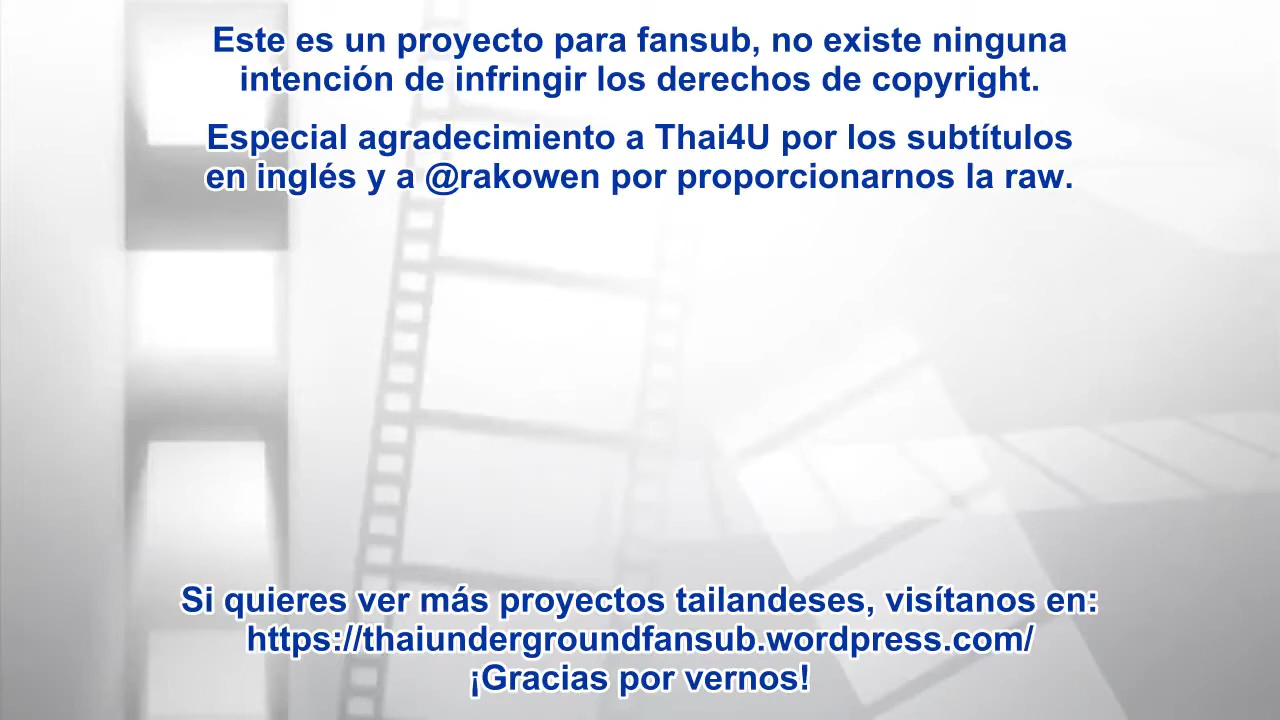 Este es un proyecto para fansub, no existe ninguna
intención de infringir los derechos de copyright.
Especial agradecimiento a Thai4U por los subtítulos
en inglés y a @rakowen por proporcionarnos la raw.
Si quieres ver más proyectos tailandeses, visítanos en:
https://thaiundergroundfansub.wordpress.com/
¡Gracias por vernos!